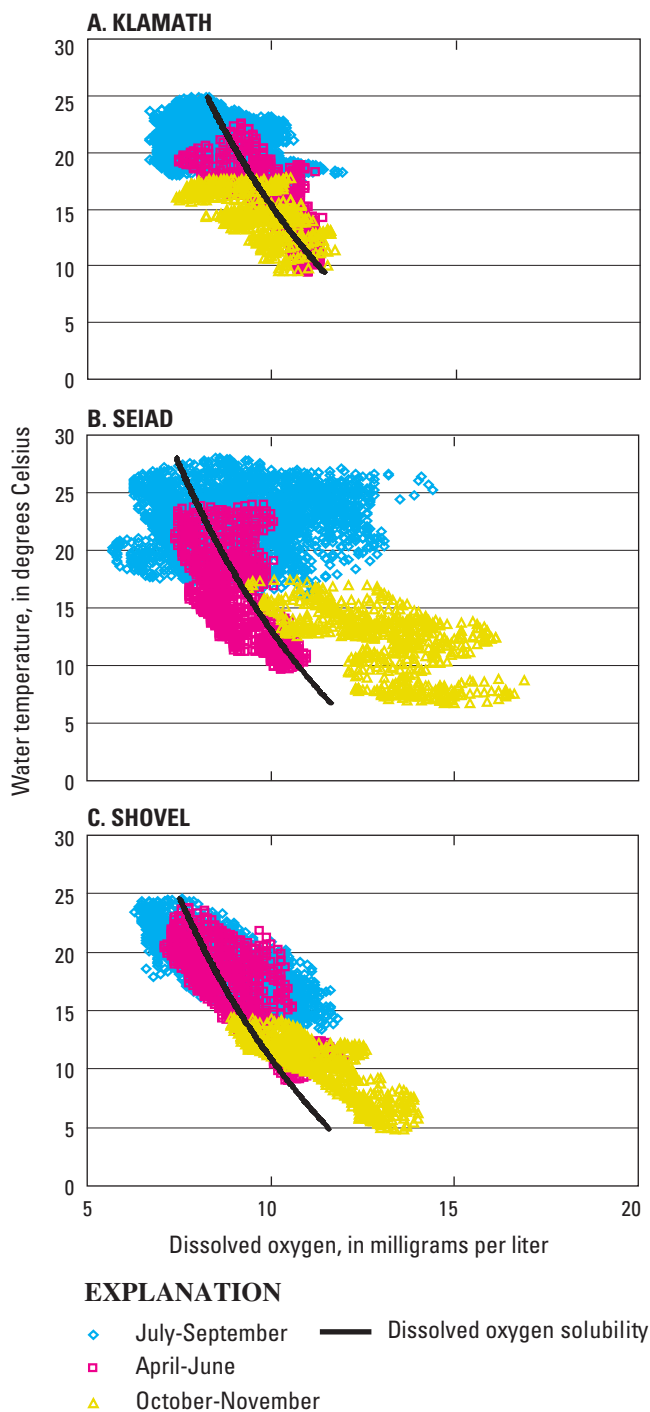 A. KLAMATH
30
25
20
15
10
5
0
B. SEIAD
30
25
20
15
10
5
0
Water temperature, in degrees Celsius
C. SHOVEL
30
25
20
15
10
5
0
5 10 15 20
Dissolved oxygen, in milligrams per liter
EXPLANATION
July-September Dissolved oxygen solubility
April-June
October-November